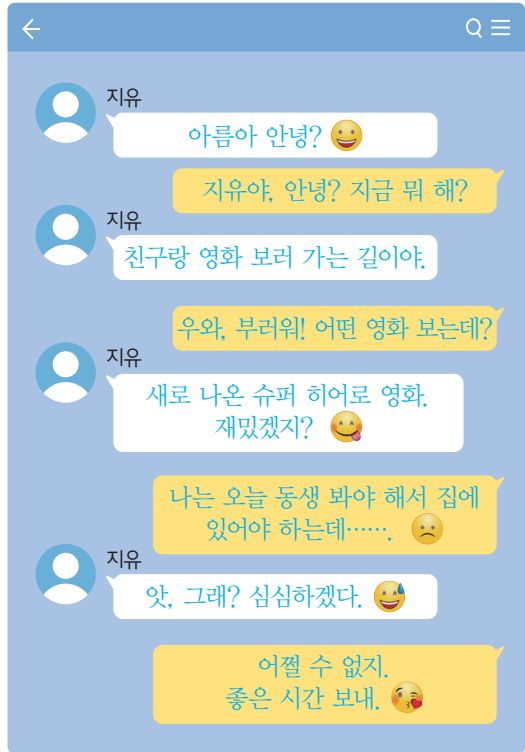 지유
아름아 안녕? 😀
지유야, 안녕? 지금 뭐 해?
지유
친구랑 영화 보러 가는 길이야.
우와, 부러워! 어떤 영화 보는데?
지유
새로 나온 슈퍼 히어로 영화.
재밌겠지? 😋
나는 오늘 동생 봐야 해서 집에
있어야 하는데……. 🙁
지유
앗, 그래? 심심하겠다. 😅
어쩔 수 없지.
좋은 시간 보내. 😘